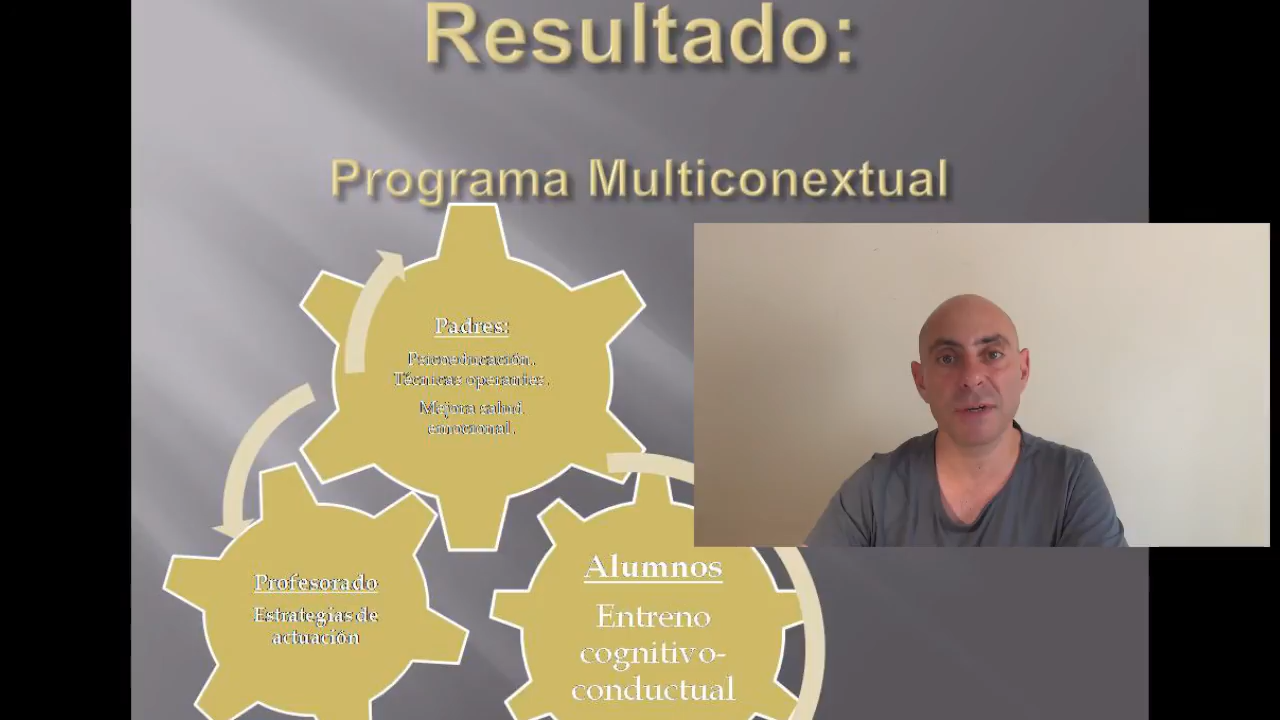 Resultado:
Programa Multiconextual
Padres:
Psicoeducación.
Técnicas operantes.
Mejora salud
emocional.
Profesorado
Estrategias de
actuación
Alumnos
Entreno
cognitivo-
conductual